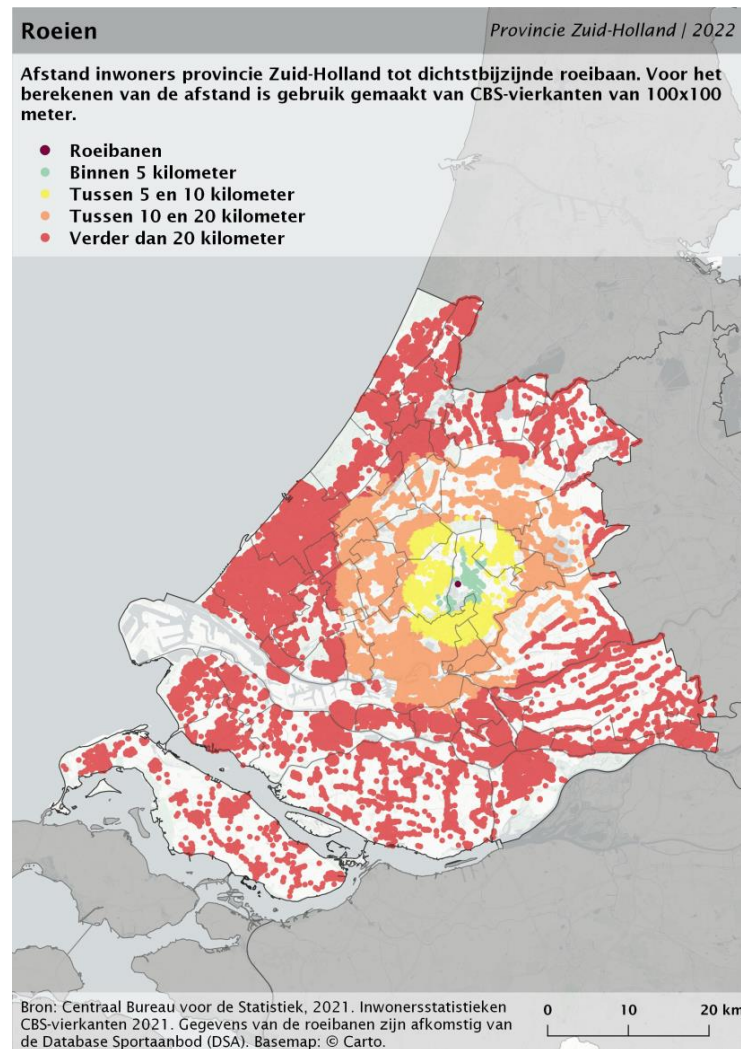 Roeien
Provincie Zuid-Holland | 2022
Afstand inwoners provincie Zuid-Holland tot dichtstbijzijnde roeibaan. Voor het
berekenen van de afstand is gebruik gemaakt van CBS-vierkanten van 100x100
meter.
Roeibanen
Binnen 5 kilometer
Tussen 5 en 10 kilometer
Tussen 10 en 20 kilometer
Verder dan 20 kilometer
Bron: Centraal Bureau voor de Statistiek, 2021. Inwonersstatistieken
CBS-vierkanten 2021. Gegevens van de roeibanen zijn afkomstig van
de Database Sportaanbod (DSA). Basemap: © Carto.
0 10 20 km